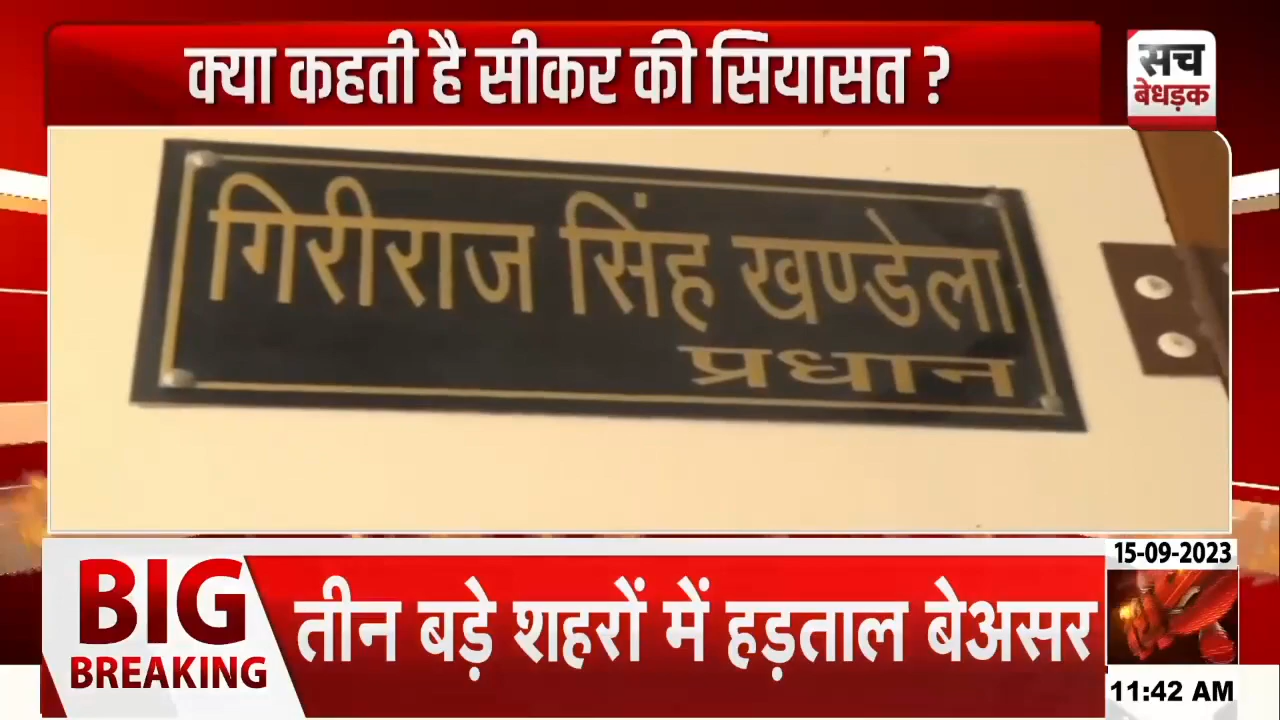 क्या कहती है सीकर की सियासत ?
सच
बेधड़क
गिरीराज सिंह खण्डेला
प्रधान
BIG
BREAKING
तीन बड़े शहरों में हड़ताल बेअसर
15-09-2023
11:42 AM